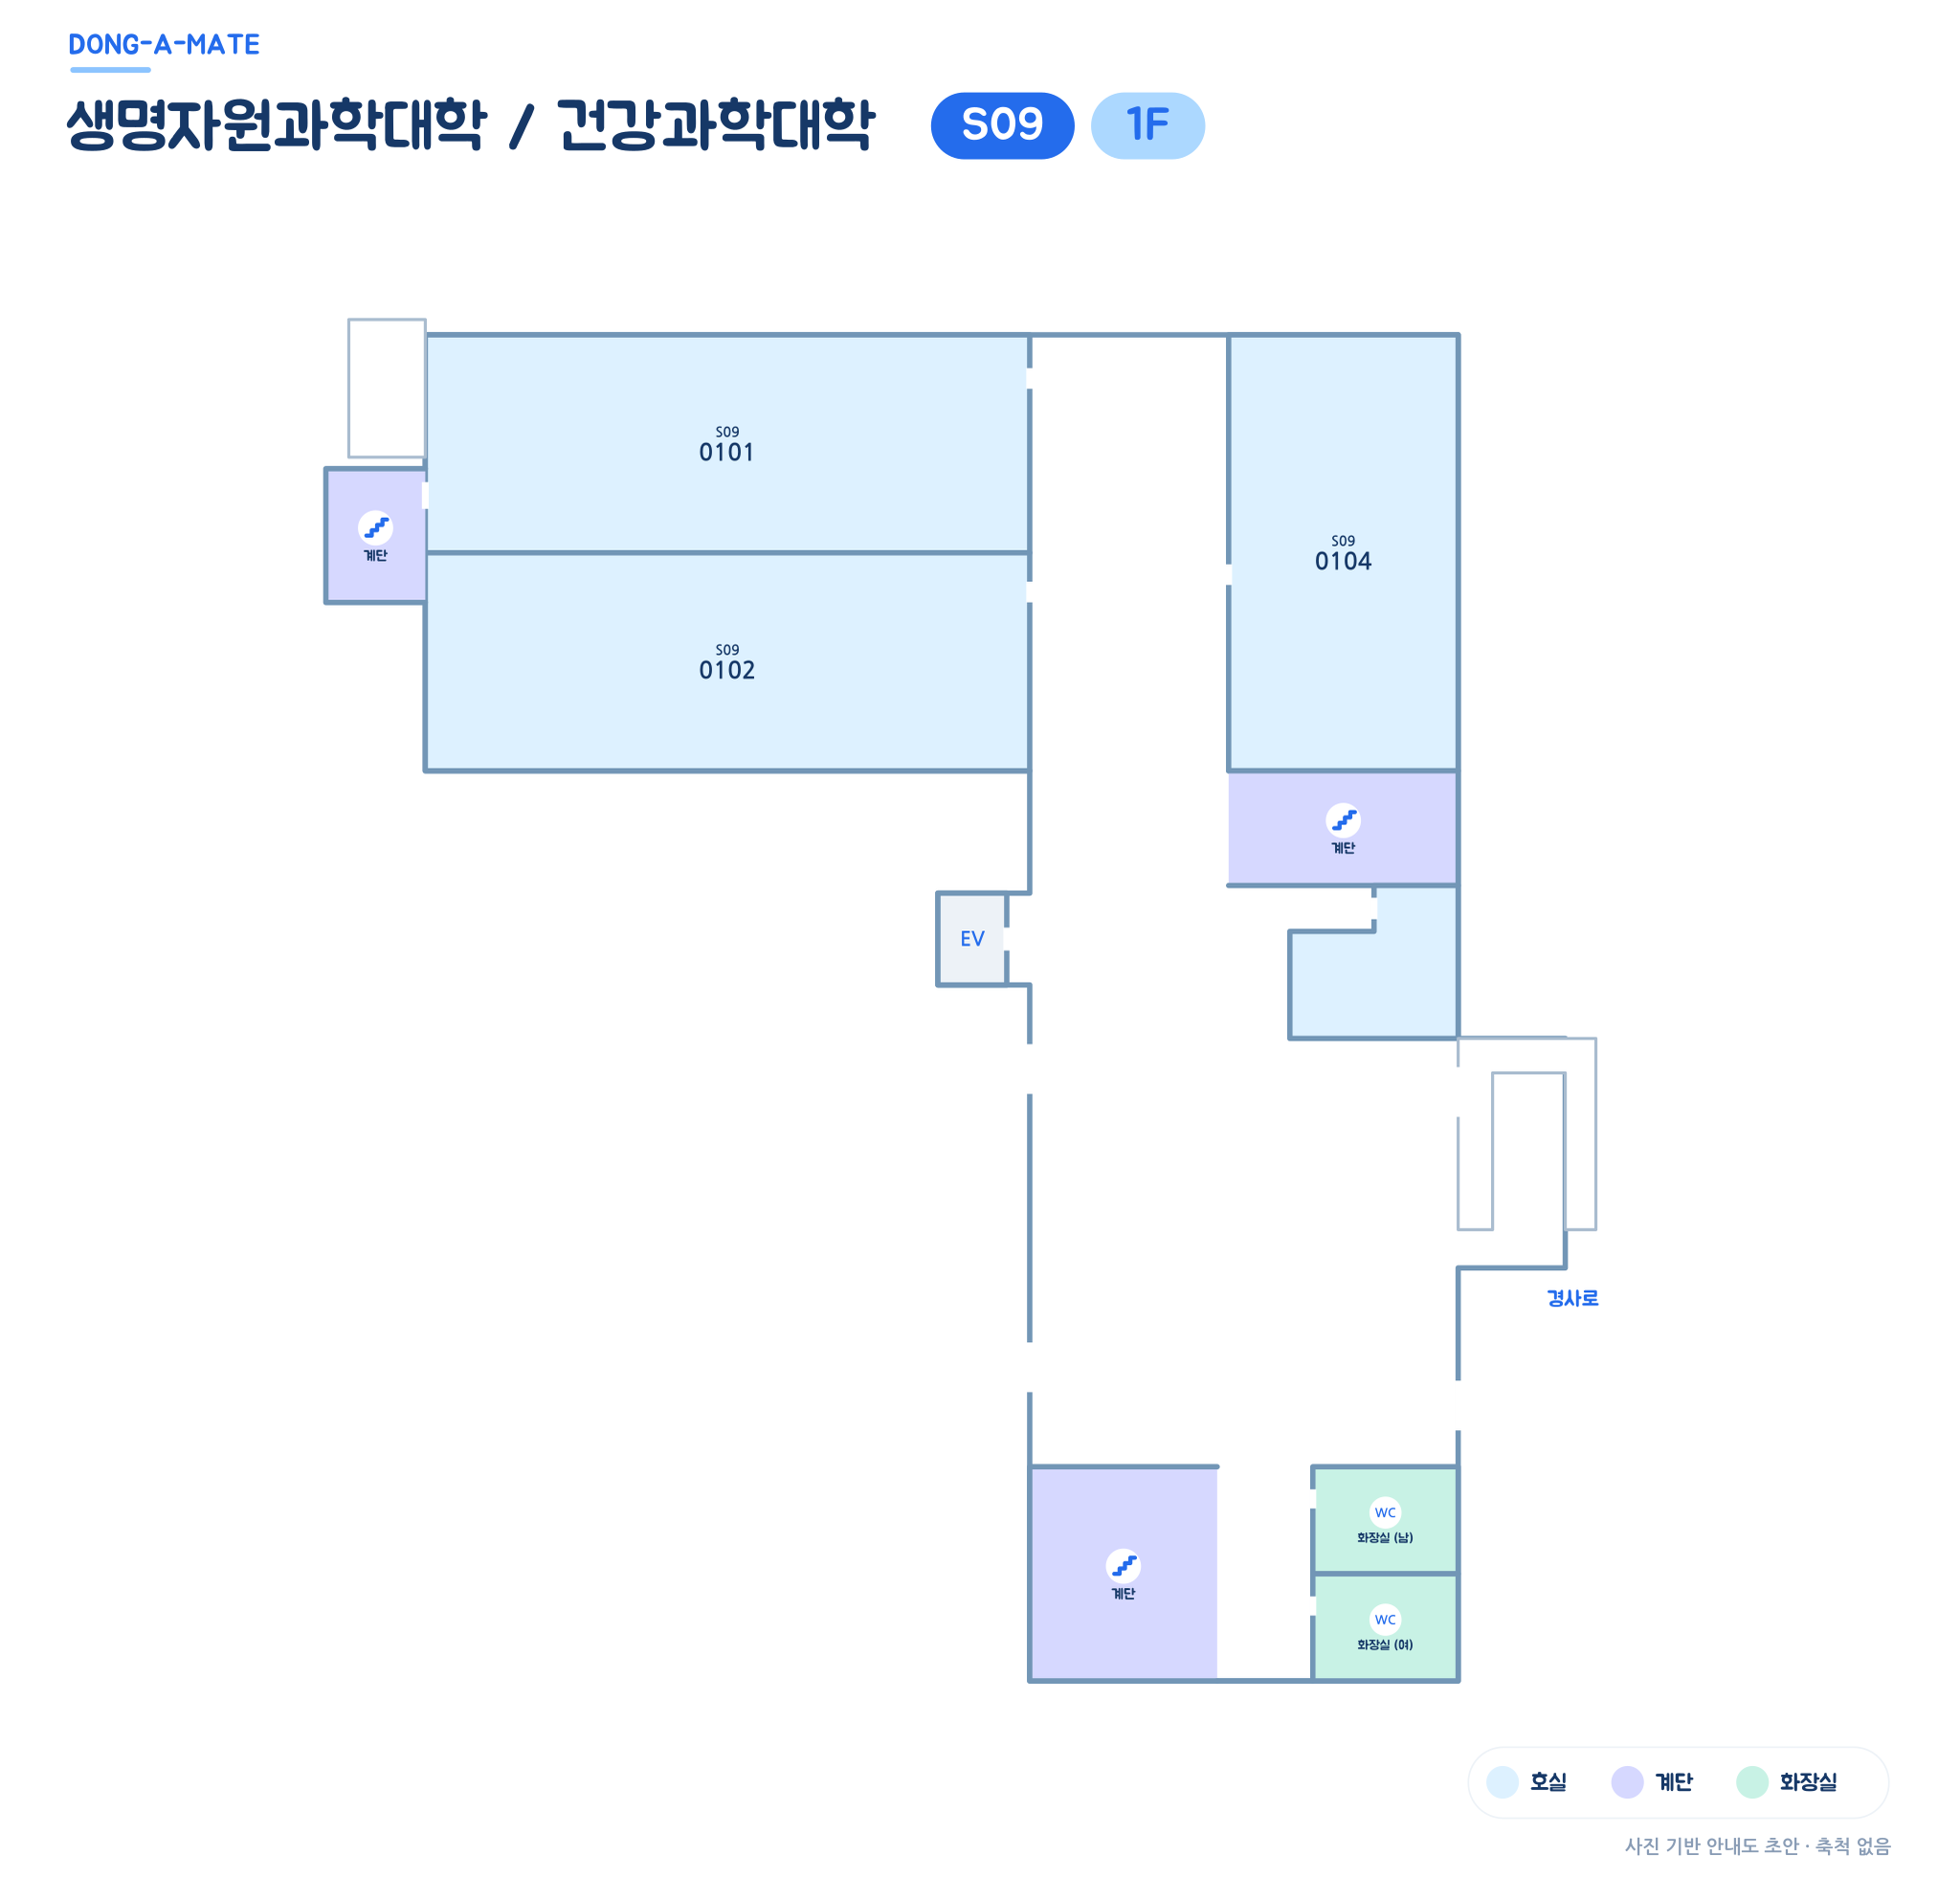 DONG-A-MATE
생명자원과학대학 / 건강과학대학 S09 1F
S09
0101
S09
0104
계단
S09
0102
계단
EV
경사로
WC
화장실 (남)
계단
WC
화장실 (여)
호실 계단 화장실
사진 기반 안내도 초안 · 축척 없음